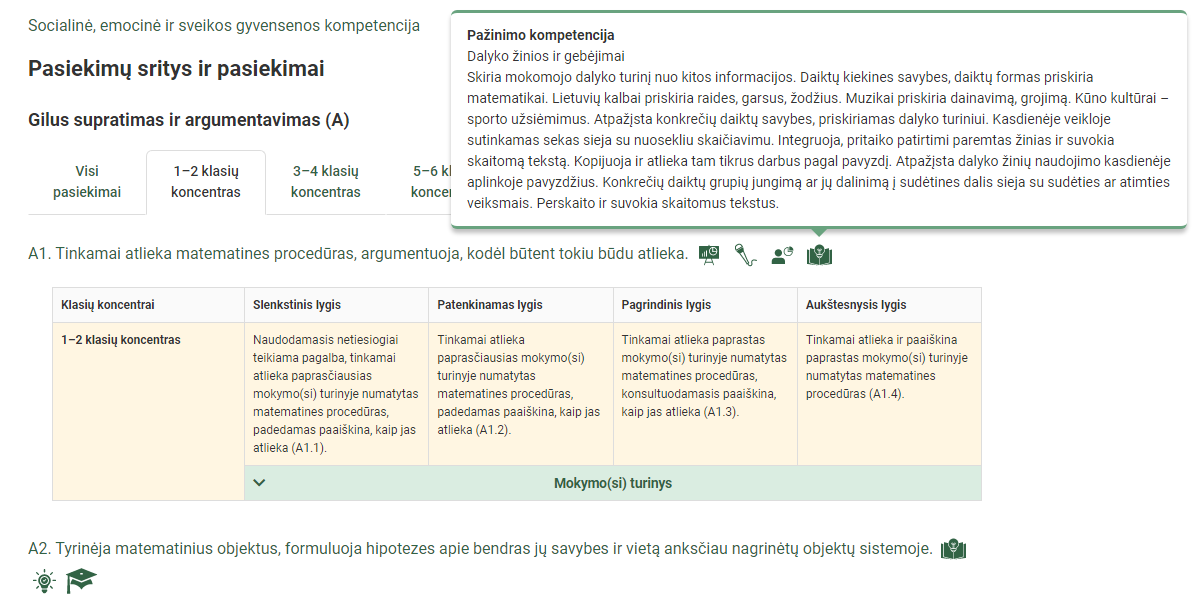 Socialinė, emocinė ir sveikos gyvensenos kompetencija
Pasiekimų sritys ir pasiekimai
Gilus supratimas ir argumentavimas (A)
Visi
pasiekimai
1–2 klasių
koncentras
3–4 klasių
koncentras
5–6 kl
konce
Pažinimo kompetencija
Dalyko žinios ir gebėjimai
Skiria mokomojo dalyko turinį nuo kitos informacijos. Daiktų kiekines savybes, daiktų formas priskiria
matematikai. Lietuvių kalbai priskiria raides, garsus, žodžius. Muzikai priskiria dainavimą, grojimą. Kūno kultūrai –
sporto užsiėmimus. Atpažįsta konkrečių daiktų savybes, priskiriamas dalyko turiniui. Kasdienėje veikloje
sutinkamas sekas sieja su nuosekliu skaičiavimu. Integruoja, pritaiko patirtimi paremtas žinias ir suvokia
skaitomą tekstą. Kopijuoja ir atlieka tam tikrus darbus pagal pavyzdį. Atpažįsta dalyko žinių naudojimo kasdienėje
aplinkoje pavyzdžius. Konkrečių daiktų grupių jungimą ar jų dalinimą į sudėtines dalis sieja su sudėties ar atimties
veiksmais. Perskaito ir suvokia skaitomus tekstus.
A1. Tinkamai atlieka matematines procedūras, argumentuoja, kodėl būtent tokiu būdu atlieka.
Klasių koncentrai
Slenkstinis lygis
Patenkinamas lygis
Pagrindinis lygis
Aukštesnysis lygis
1–2 klasių koncentras
Naudodamasis netiesiogiai
teikiama pagalba, tinkamai
atlieka paprasčiausias
mokymo(si) turinyje numatytas
matematines procedūras,
padedamas paaiškina, kaip jas
atlieka (A1.1).
Tinkamai atlieka
paprasčiausias mokymo(si)
turinyje numatytas
matematines procedūras,
padedamas paaiškina, kaip jas
atlieka (A1.2).
Tinkamai atlieka paprastas
mokymo(si) turinyje numatytas
matematines procedūras,
konsultuodamasis paaiškina,
kaip jas atlieka (A1.3).
Tinkamai atlieka ir paaiškina
paprastas mokymo(si) turinyje
numatytas matematines
procedūras (A1.4).
Mokymo(si) turinys
A2. Tyrinėja matematinius objektus, formuluoja hipotezes apie bendras jų savybes ir vietą anksčiau nagrinėtų objektų sistemoje.